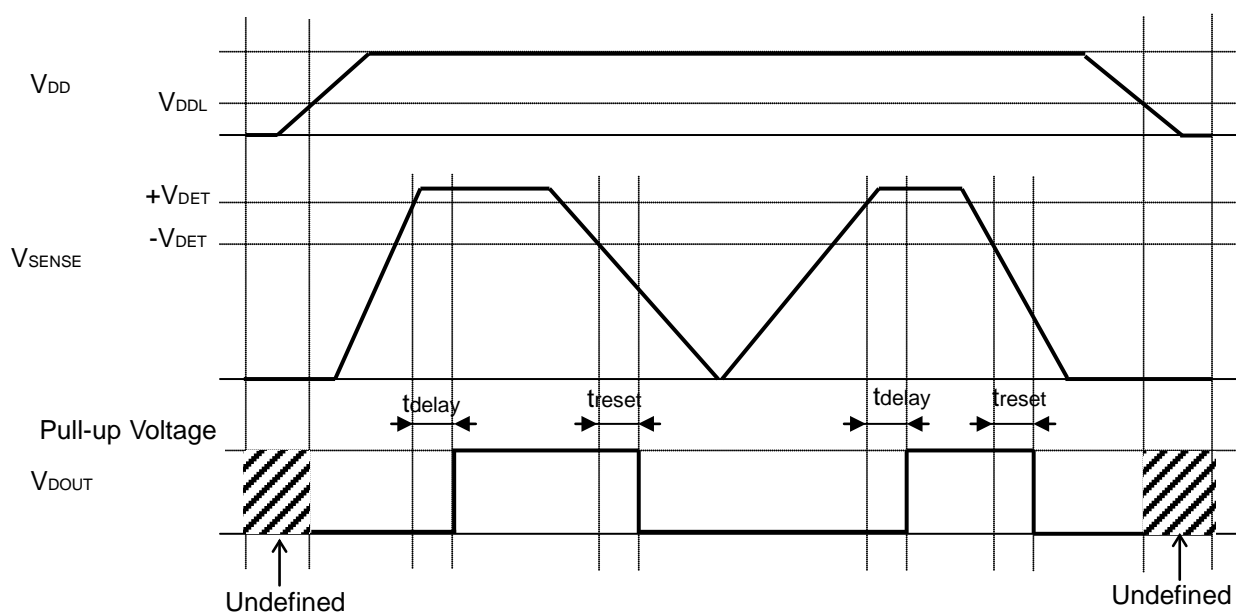 VDD
VDDL
+VDET
-VDET
VSENSE
tdelay
treset
tdelay
treset
Pull-up Voltage
VDOUT
Undefined
Undefined